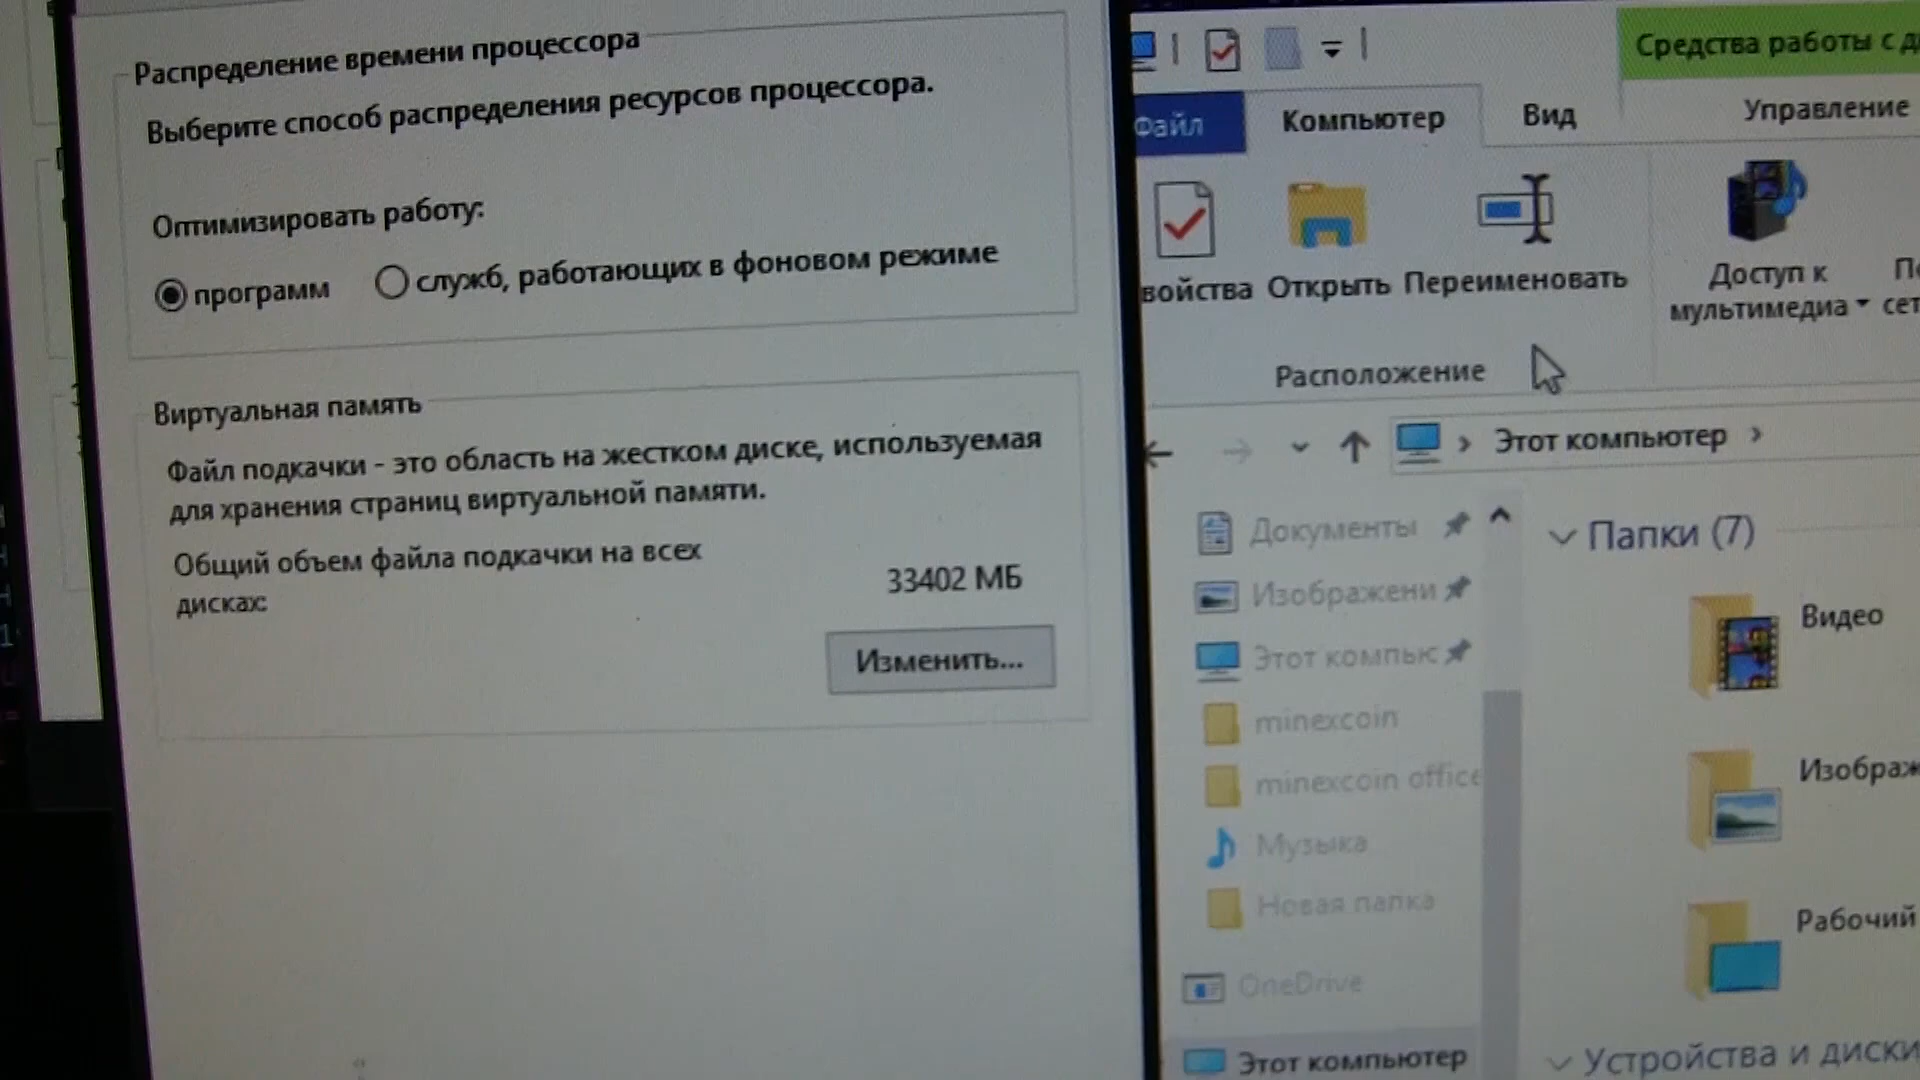 Распределение времени процессора
Выберите способ распределения ресурсов процессора.
Оптимизировать работу:
программ
служб, работающих в фоновом режиме
Виртуальная память
Файл подкачки - это область на жестком диске, используемая
для хранения страниц виртуальной памяти.
Общий объем файла подкачки на всех
дисках:
33402 МБ
Изменить...
Средства работы с
Файл
Компьютер
Вид
Управление
войства
Открыть
Переименовать
Доступ к
мультимедиа
Расположение
Этот компьютер
Документы
Изображени
Этот компьк
minexcoin
minexcoin office
Музыка
Новая папка
OneDrive
Этот компьютер
Папки (7)
Видео
Изображ
Рабочий
Устройства и диски